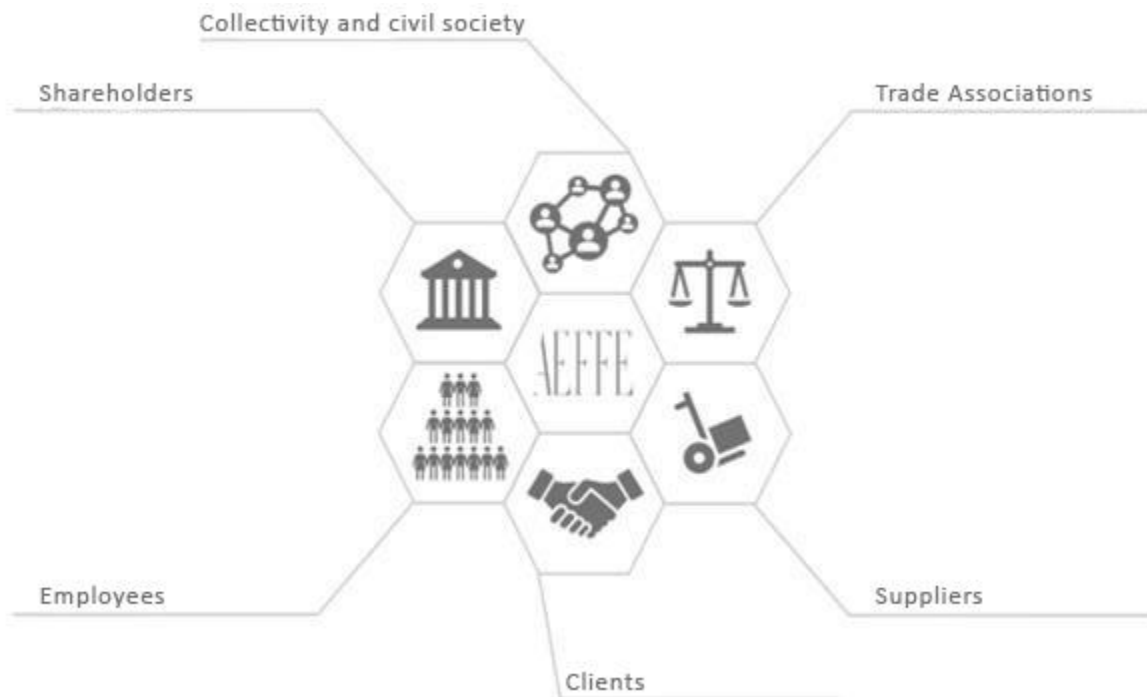 Collectivity and civil society
Shareholders
Trade Associations
AEFFE
Employees
Suppliers
Clients